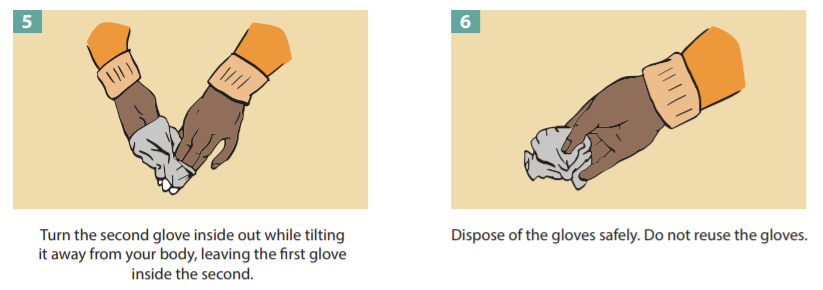 5
Turn the second glove inside out while tilting
it away from your body, leaving the first glove
inside the second.
6
Dispose of the gloves safely. Do not reuse the gloves.